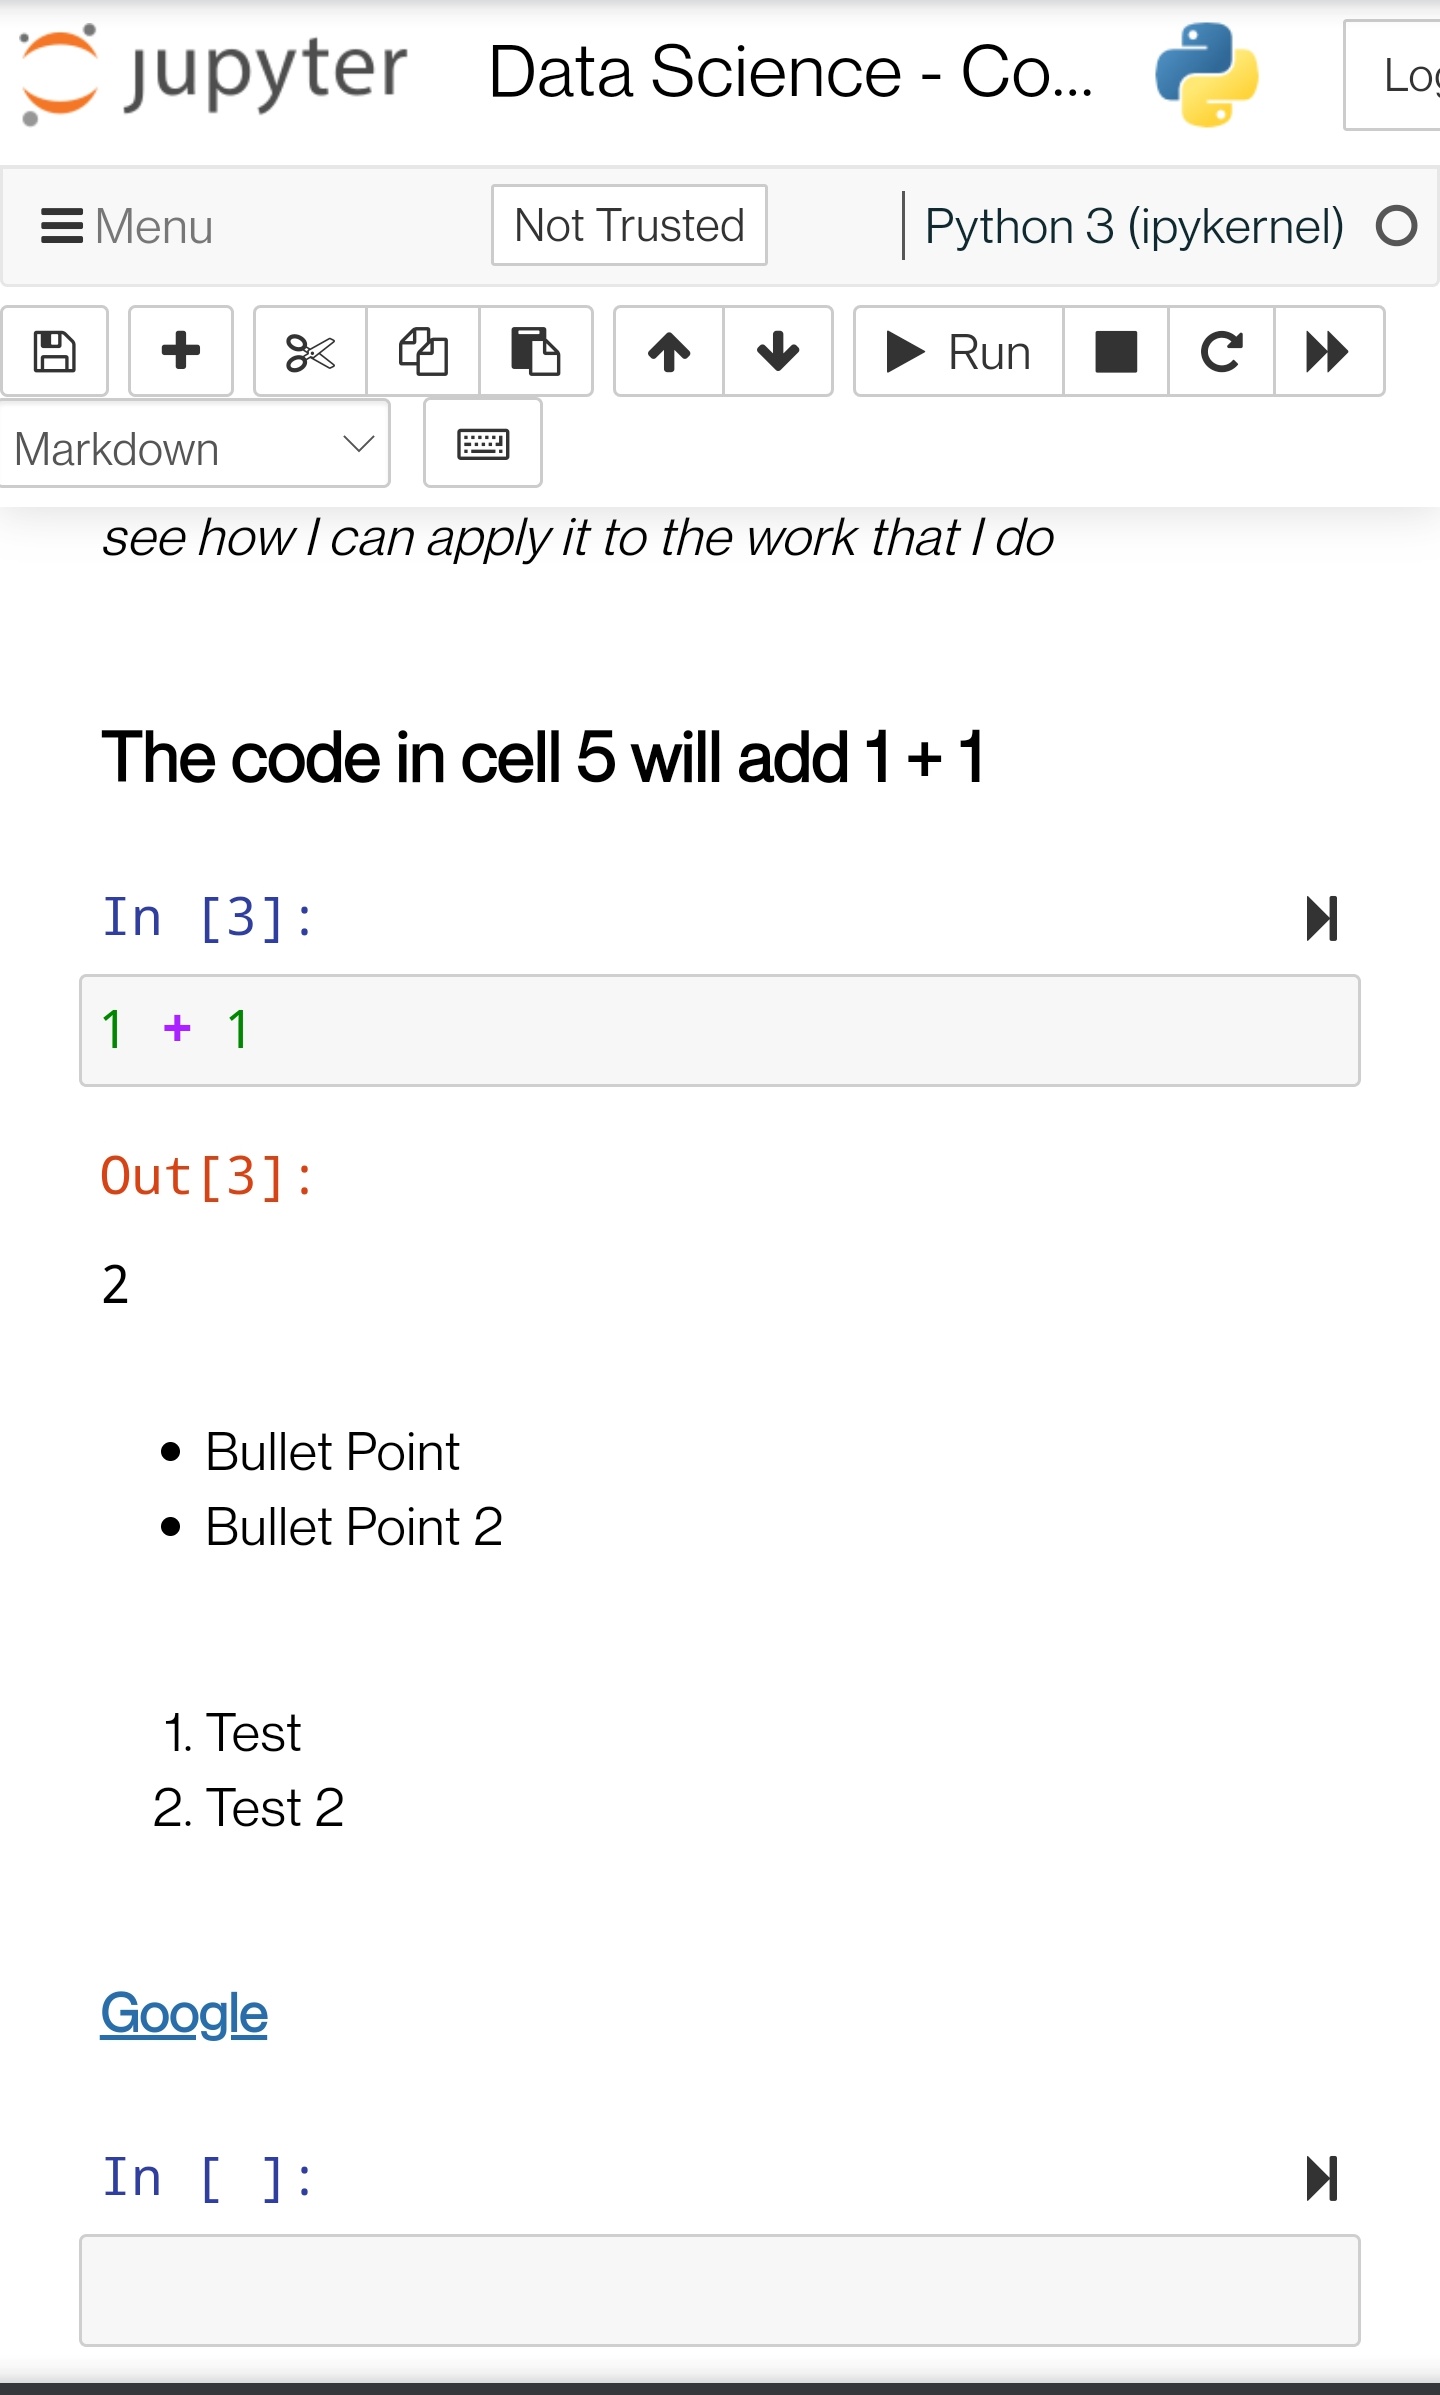 jupyter Data Science - Co...
Menu Not Trusted Python 3 (ipykernel)
Run
Markdown
see how I can apply it to the work that I do
The code in cell 5 will add 1 + 1
In [3]:
1 + 1
Out[3]:
2
• Bullet Point
• Bullet Point 2
1. Test
2. Test 2
Google
In [ ]: